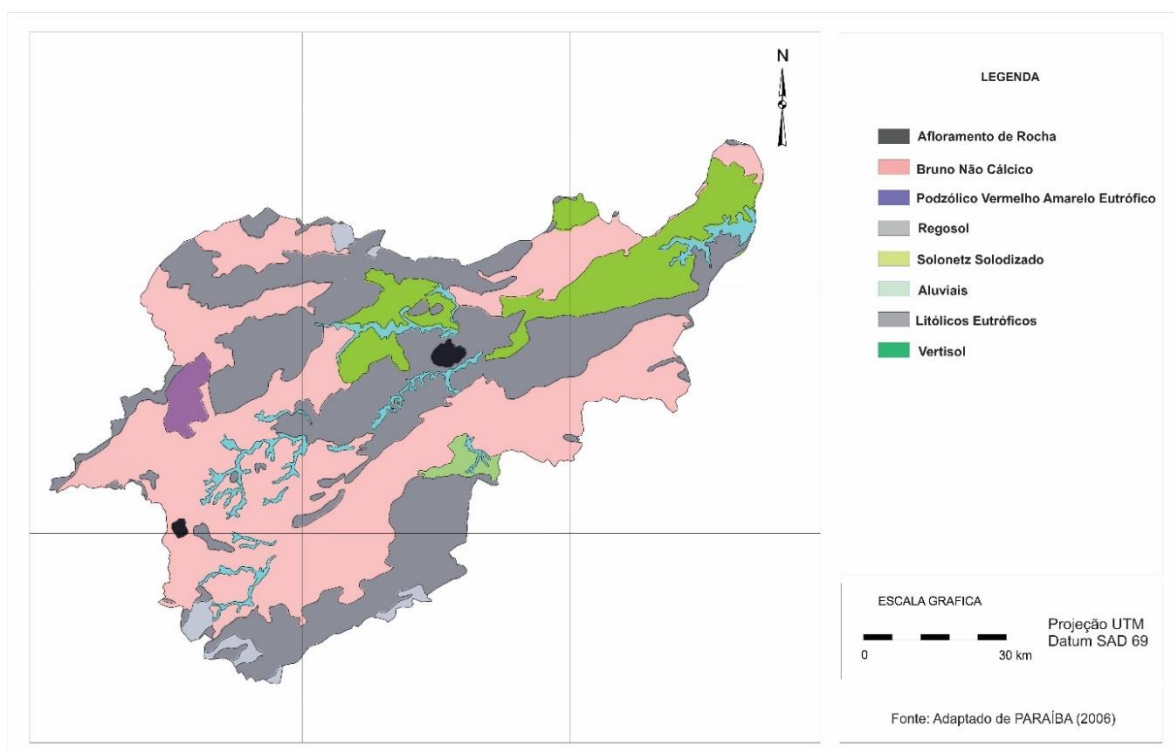 N
LEGENDA
Afloramento de Rocha
Bruno Não Cálcico
Podzólico Vermelho Amarelo Eutrófico
Regosol
Solonetz Solodizado
Aluviais
Litólicos Eutróficos
Vertisol
ESCALA GRAFICA
0 30 km
Projeção UTM
Datum SAD 69
Fonte: Adaptado de PARAÍBA (2006)